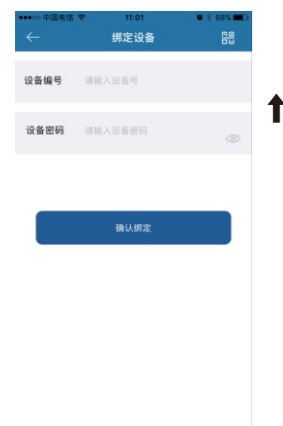 中国电信 11:01 68%
绑定设备
设备编号 请输入设备号
设备密码 请输入设备密码
确认绑定